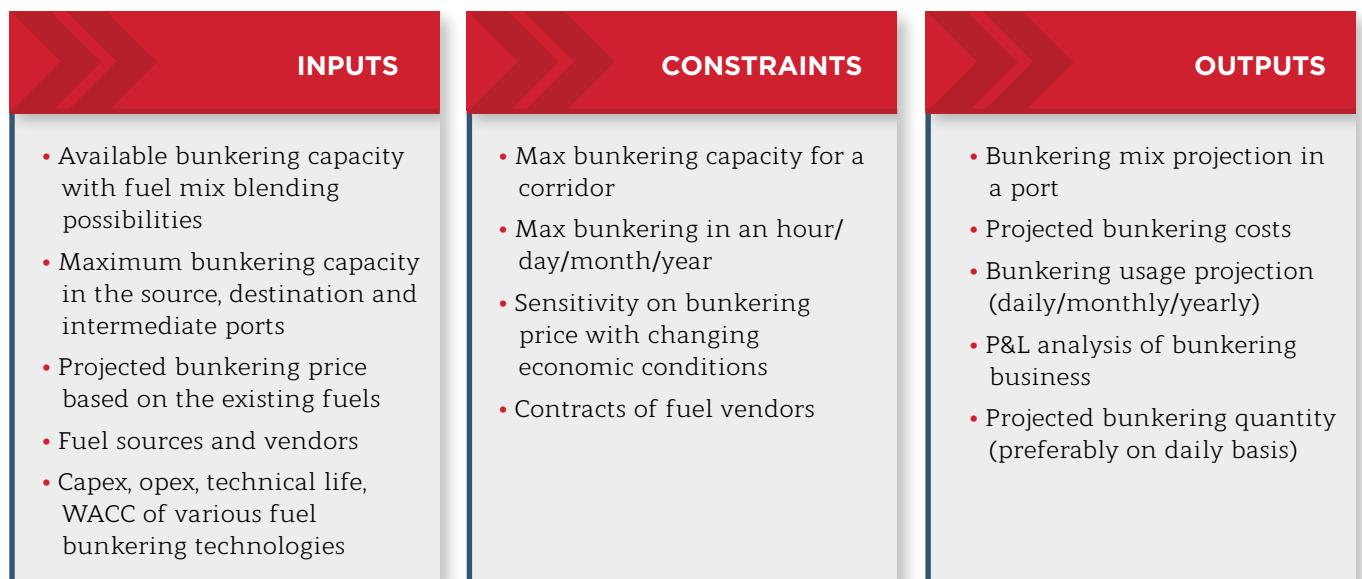 INPUTS
• Available bunkering capacity
with fuel mix blending
possibilities
• Maximum bunkering capacity
in the source, destination and
intermediate ports
• Projected bunkering price
based on the existing fuels
• Fuel sources and vendors
• Capex, opex, technical life,
WACC of various fuel
bunkering technologies
CONSTRAINTS
• Max bunkering capacity for a
corridor
• Max bunkering in an hour/
day/month/year
• Sensitivity on bunkering
price with changing
economic conditions
• Contracts of fuel vendors
OUTPUTS
• Bunkering mix projection in
a port
• Projected bunkering costs
• Bunkering usage projection
(daily/monthly/yearly)
• P&L analysis of bunkering
business
• Projected bunkering quantity
(preferably on daily basis)